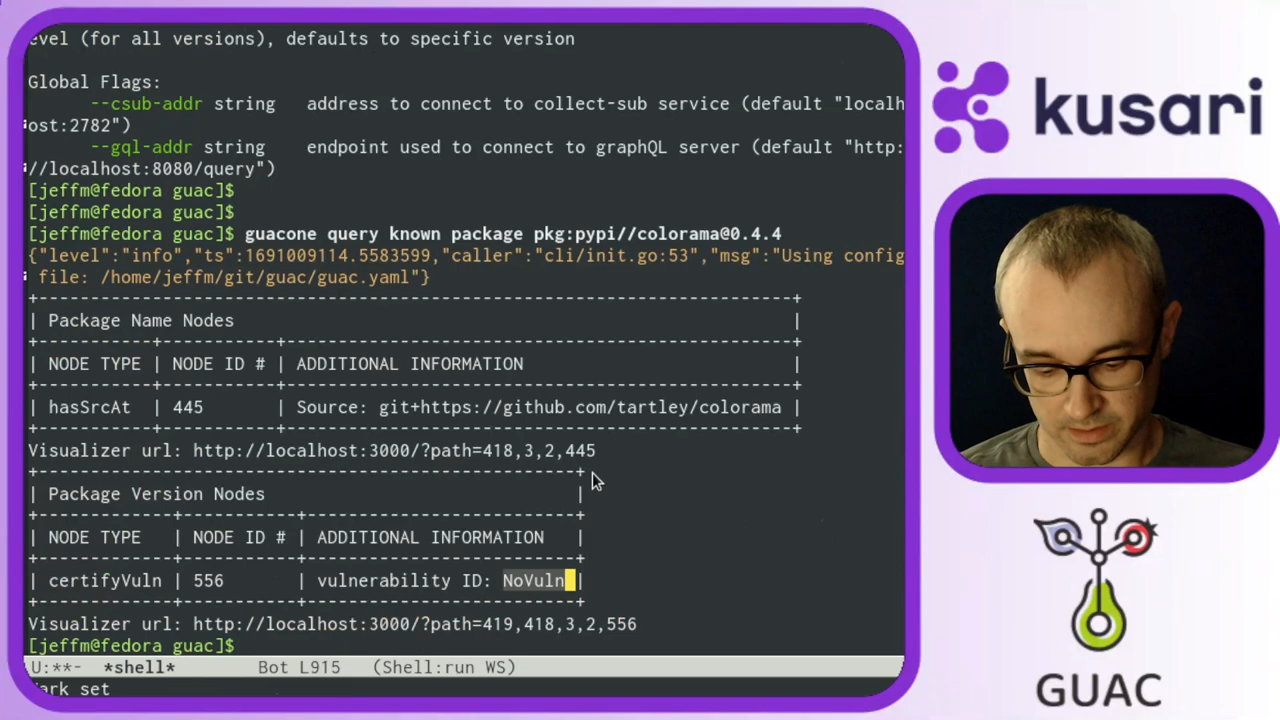 evel (for all versions), defaults to specific version
Global Flags:
--csub-addr string address to connect to collect-sub service (default "localh
ost:2782")
--gql-addr string endpoint used to connect to graphQL server (default "http:
//localhost:8080/query")
[jeffm@fedora guac]$
[jeffm@fedora guac]$
[jeffm@fedora guac]$ guacone query known package pkg:pypi//colorama@0.4.4
{"level":"info","ts":1691009114.5583599,"caller":"cli/init.go:53","msg":"Using config
file: /home/jeffm/git/guac/guac.yaml"}
+---------------------------------------------------------------------------+
| Package Name Nodes |
+------------+-----------+--------------------------------------------------+
| NODE TYPE | NODE ID # | ADDITIONAL INFORMATION |
+------------+-----------+--------------------------------------------------+
| hasSrcAt | 445 | Source: git+https://github.com/tartley/colorama |
+------------+-----------+--------------------------------------------------+
Visualizer url: http://localhost:3000/?path=418,3,2,445
+-----------------------------------------------------+
| Package Version Nodes |
+-------------+-----------+---------------------------+
| NODE TYPE | NODE ID # | ADDITIONAL INFORMATION |
+-------------+-----------+---------------------------+
| certifyVuln | 556 | vulnerability ID: NoVuln |
+-------------+-----------+---------------------------+
Visualizer url: http://localhost:3000/?path=419,418,3,2,556
[jeffm@fedora guac]$
U:**- *shell* Bot L915 (Shell:run WS)
ark set
kusari
GUAC